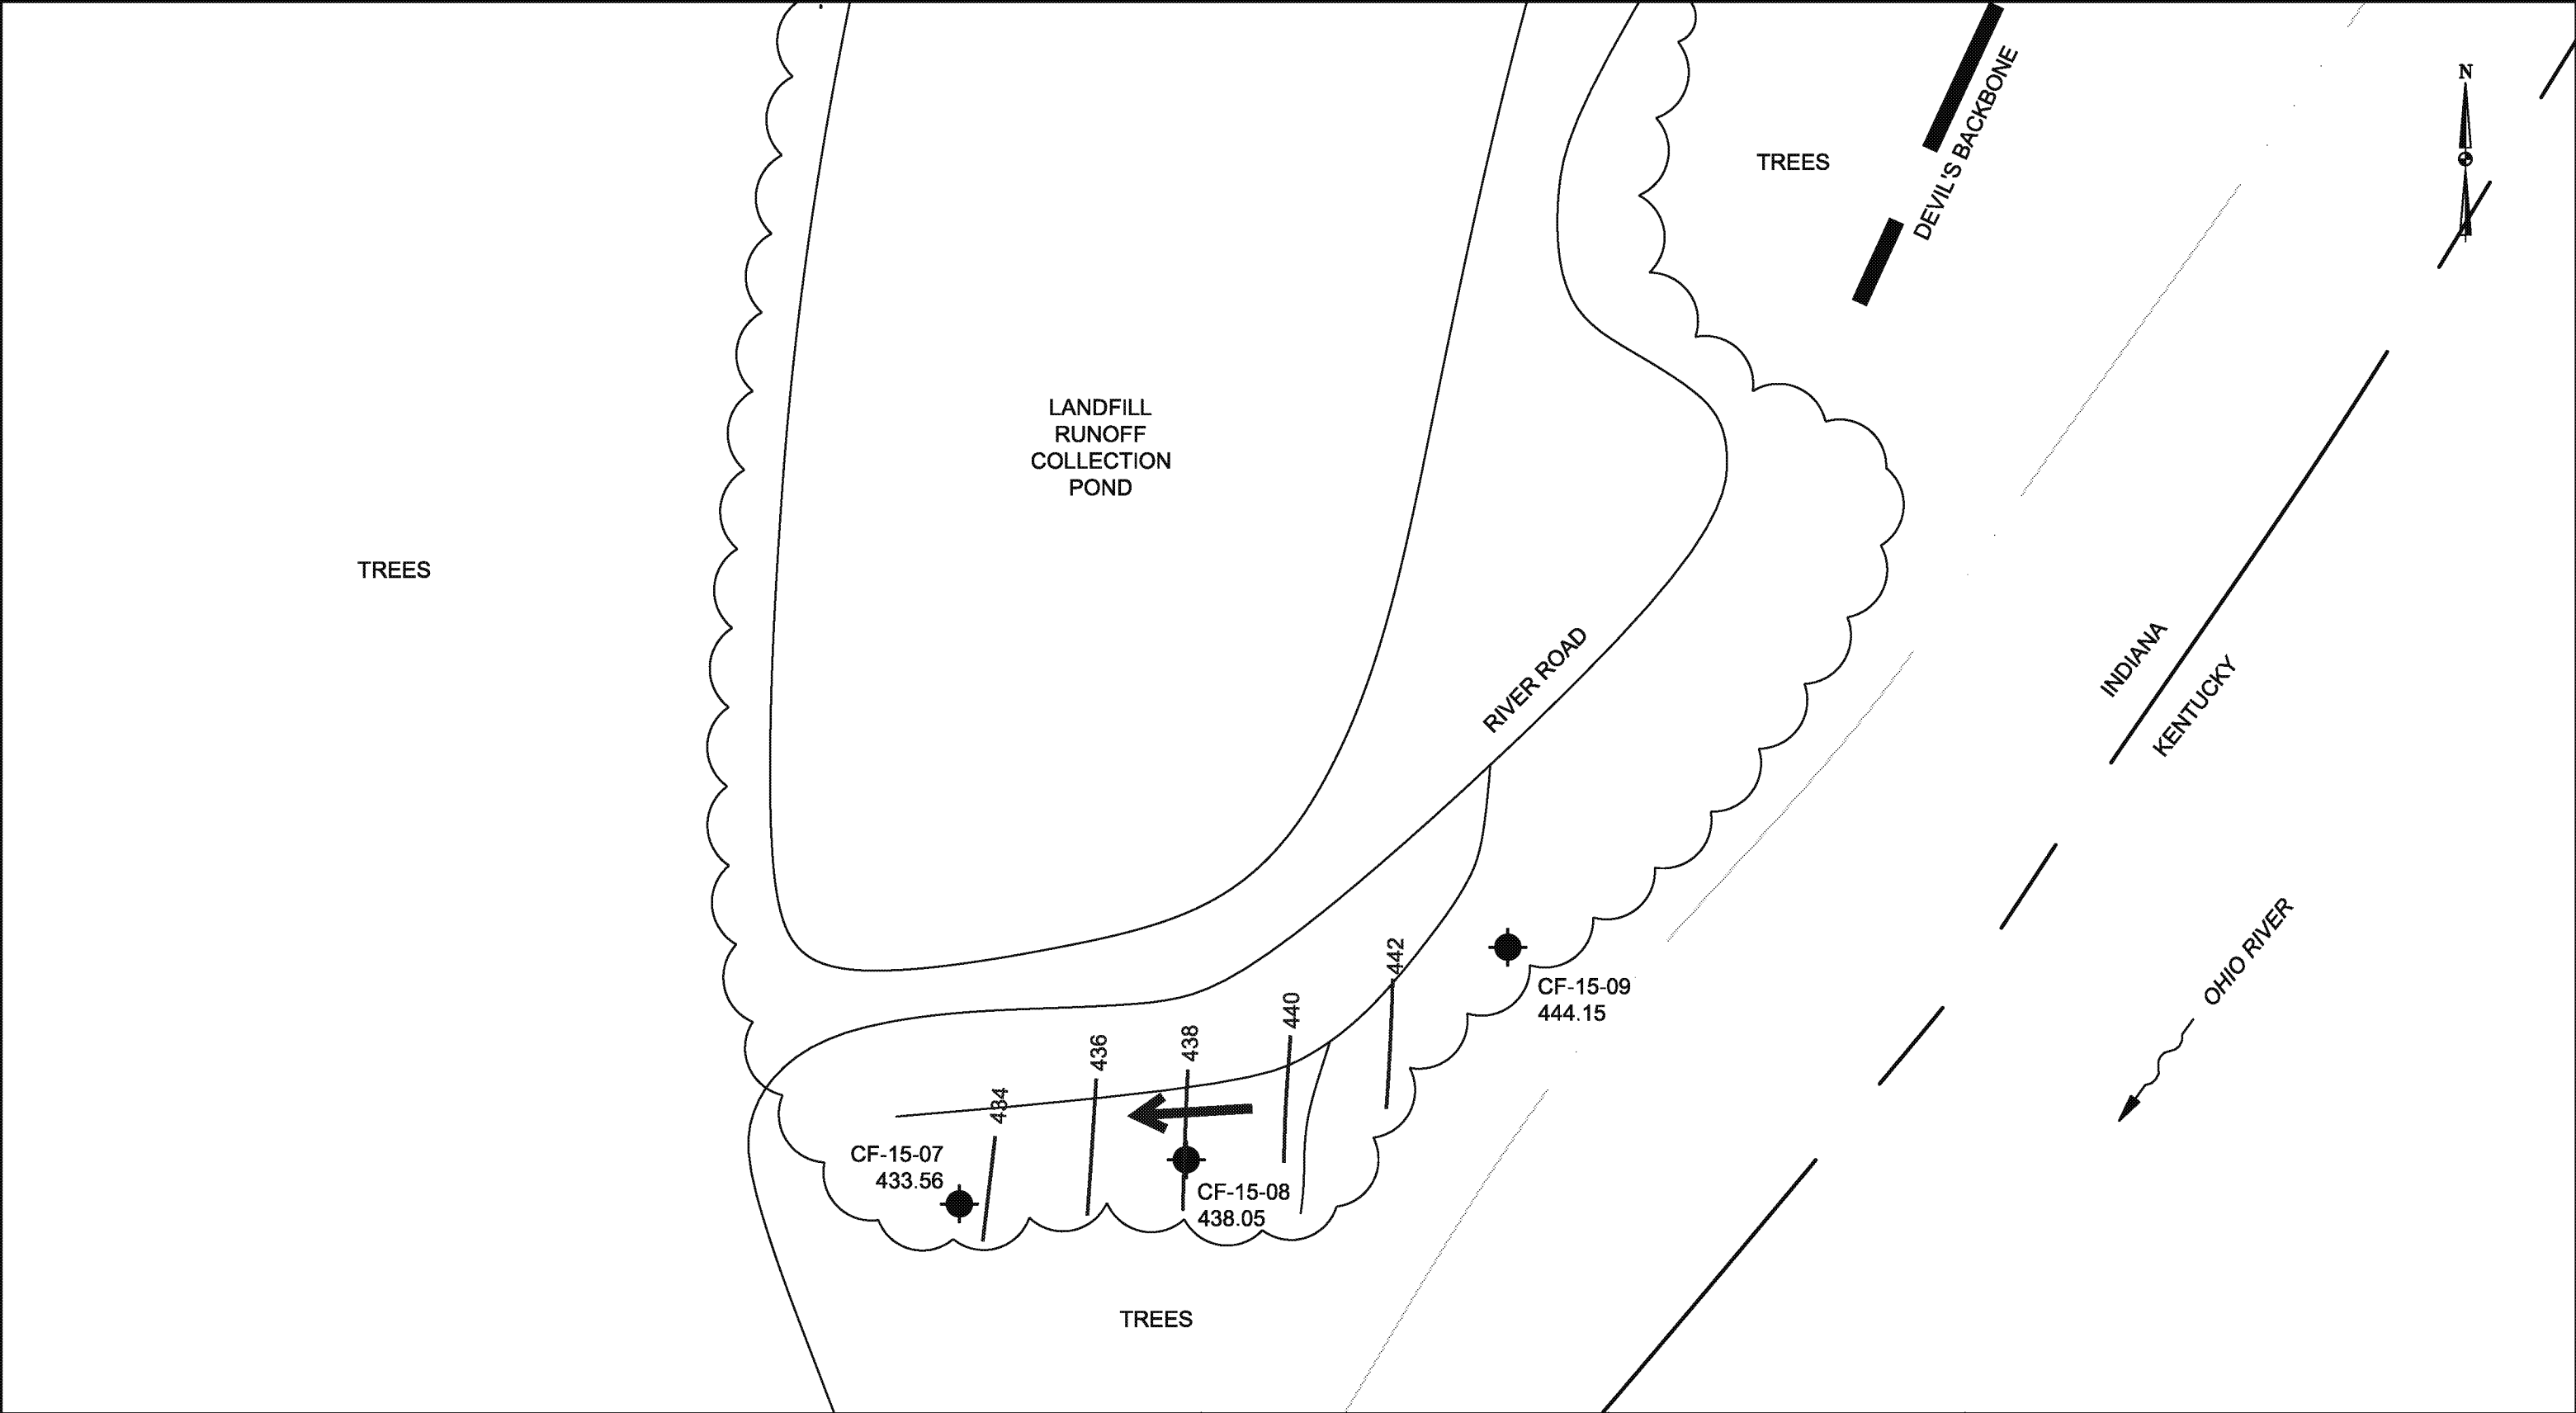 N
DEVIL'S BACKBONE
TREES
LANDFILL
RUNOFF
COLLECTION
POND
TREES
RIVER ROAD
INDIANA
KENTUCKY
OHIO RIVER
442
CF-15-09
444.15
440
438
436
434
CF-15-07
433.56
CF-15-08
438.05
TREES